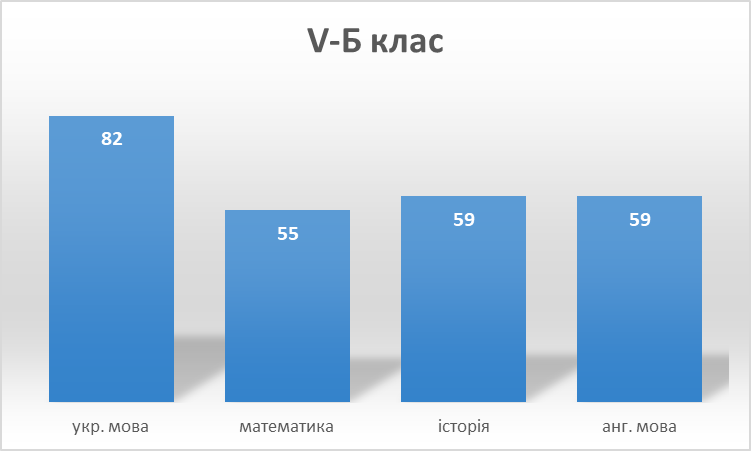 V-Б клас
82
55
59
59
укр. мова
математика
історія
анг. мова